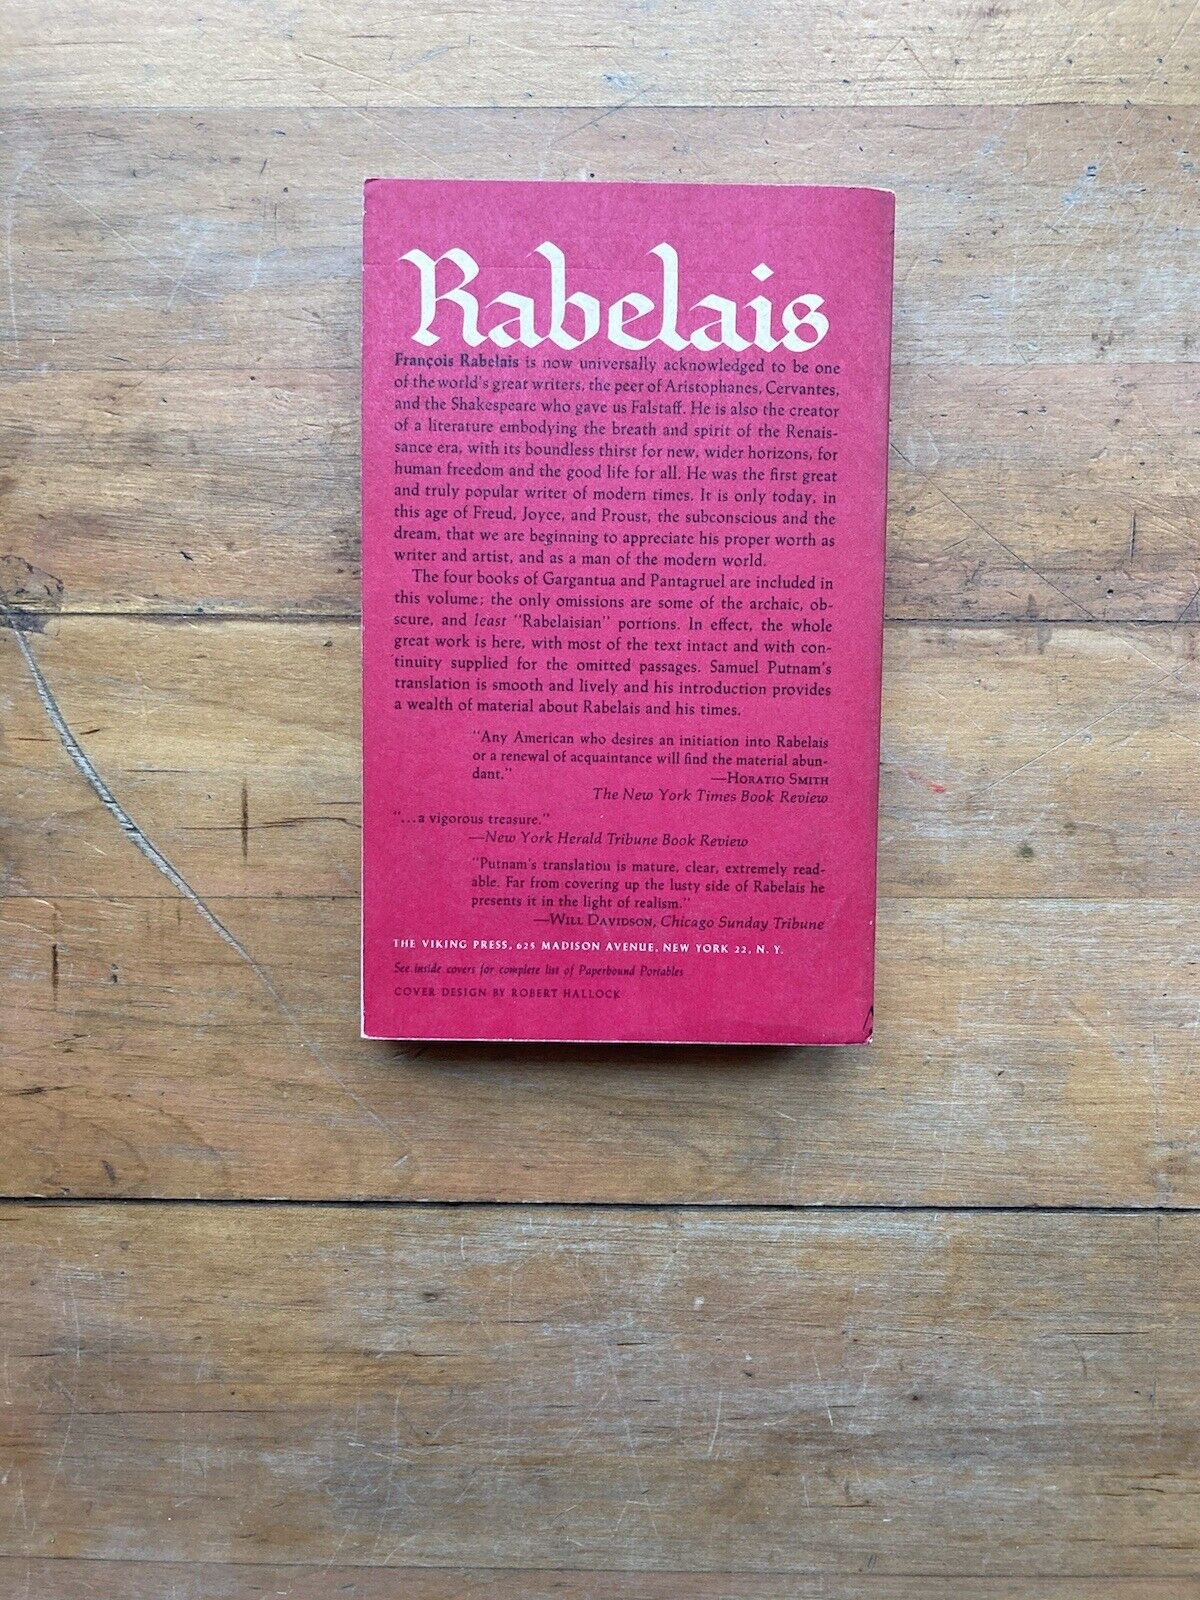 Rabelais
François Rabelais is now universally acknowledged to be one
of the world's great writers, the peer of Aristophanes, Cervantes,
and the Shakespeare who gave us Falstaff. He is also the creator
of a literature embodying the breath and spirit of the Renais-
sance era, with its boundless thirst for new, wider horizons, for
human freedom and the good life for all. He was the first great
and truly popular writer of modern times. It is only today, in
this age of Freud, Joyce, and Proust, the subconscious and the
dream, that we are beginning to appreciate his proper worth as
writer and artist, and as a man of the modern world.
The four books of Gargantua and Pantagruel are included in
this volume; the only omissions are some of the archaic, ob-
scure, and least "Rabelaisian" portions. In effect, the whole
great work is here, with most of the text intact and with con-
tinuity supplied for the omitted passages. Samuel Putnam's
translation is smooth and lively and his introduction provides
a wealth of material about Rabelais and his times.
"Any American who desires an initiation into Rabelais
or a renewal of acquaintance will find the material abun-
dant." —HORATIO SMITH
The New York Times Book Review
"...a vigorous treasure."
—New York Herald Tribune Book Review
"Putnam's translation is mature, clear, extremely read-
able. Far from covering up the lusty side of Rabelais he
presents it in the light of realism."
—WILL DAVIDSON, Chicago Sunday Tribune
THE VIKING PRESS, 625 MADISON AVENUE, NEW YORK 22, N. Y.
See inside covers for complete list of Paperbound Portables
COVER DESIGN BY ROBERT HALLOCK